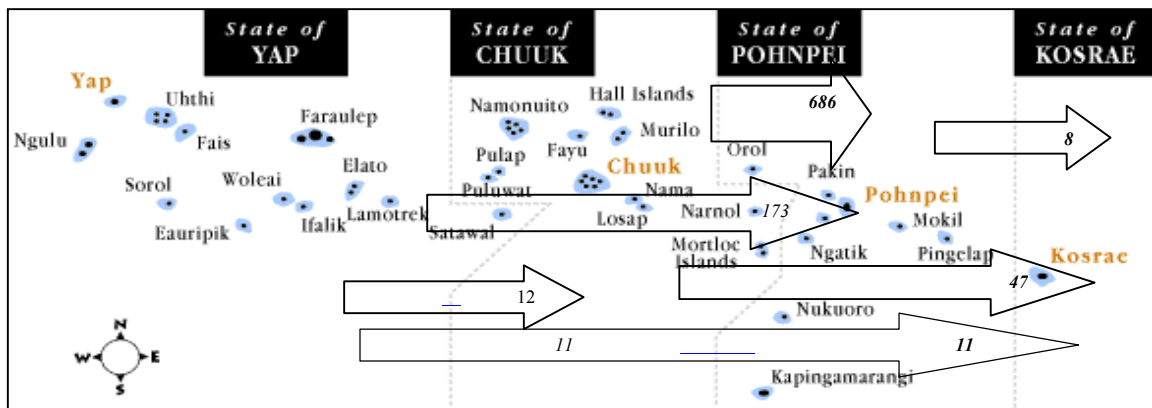 State of
YAP
State of
CHUUK
State of
POHNPEI
State of
KOSRAE
Yap
Uhthi
Ngulu
Fais
Faraulep
Namonuito
Hall Islands
Murilo
686
8
Sorol
Woleai
Elato
Pulap
Fayu
Chuuk
Orol
Pakin
Eauripik
Ifalik
Lamotrek
Puluwat
Satawal
Nama
Losap
Narnol
173
Pohnpei
Mokil
Mortloc
Islands
Ngatik
Pingelap
Kosrae
12
47
Nukuoro
11
11
Kapingamarangi
N
W
E
S